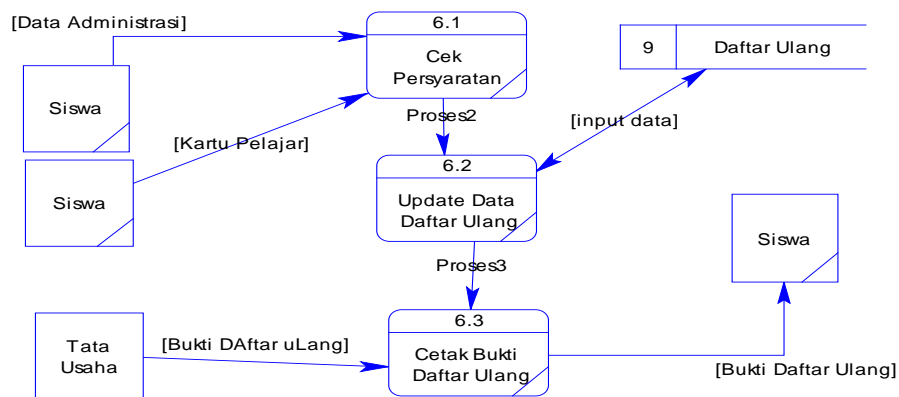 [Data Administrasi]
6.1
Cek
Persyaratan
9
Daftar Ulang
Siswa
[Kartu Pelajar]
Proses2
[input data]
Siswa
6.2
Update Data
Daftar Ulang
Siswa
Proses3
6.3
Cetak Bukti
Daftar Ulang
Tata
Usaha
[Bukti DAftar uLang]
[Bukti Daftar Ulang]